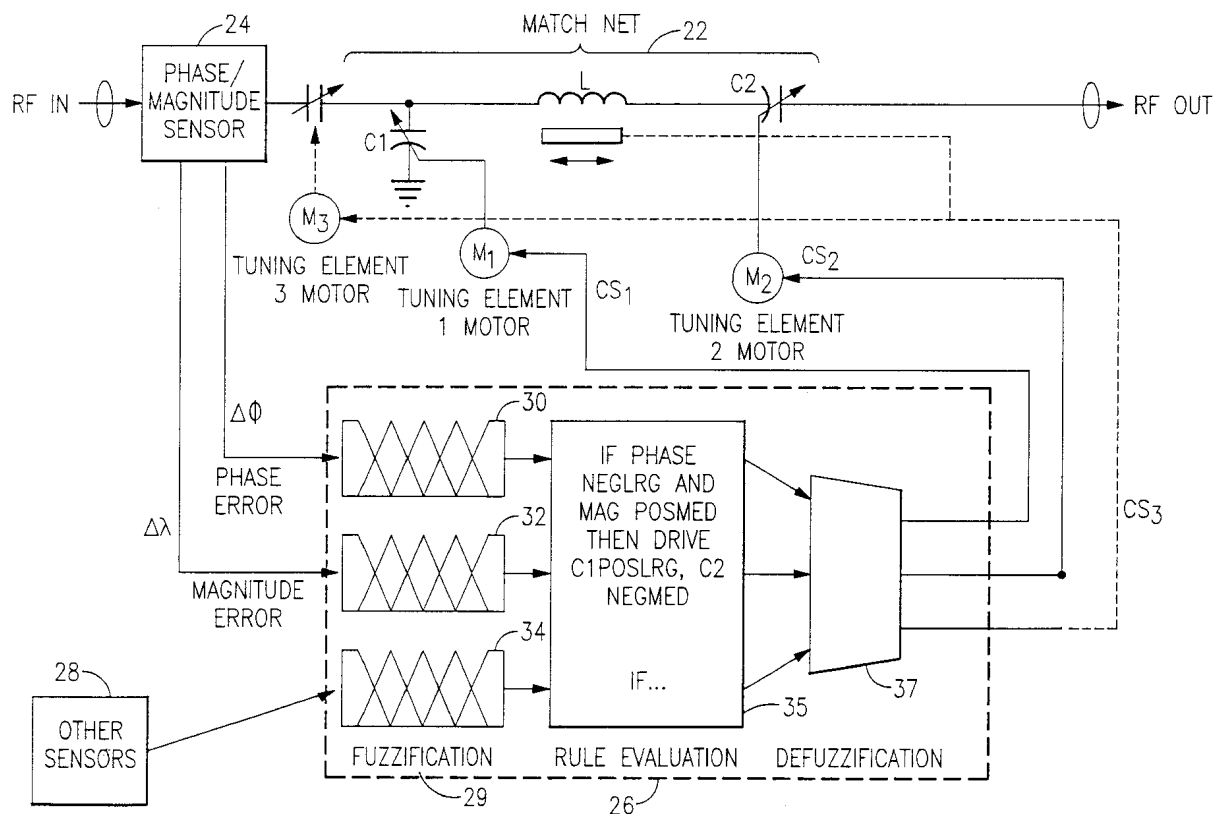 24
MATCH NET
22
PHASE/
MAGNITUDE
SENSOR
RF IN
L
C2
RF OUT
C1
M3
M1
M2
CS2
TUNING ELEMENT
3 MOTOR
TUNING ELEMENT
1 MOTOR
CS1
TUNING ELEMENT
2 MOTOR
ΔΦ
PHASE
ERROR
Δλ
MAGNITUDE
ERROR
30
32
34
IF PHASE
NEGLRG AND
MAG POSMED
THEN DRIVE
C1POSLRG, C2
NEGMED
IF...
35
37
CS3
28
OTHER
SENSORS
FUZZIFICATION
RULE EVALUATION
DEFUZZIFICATION
29
26